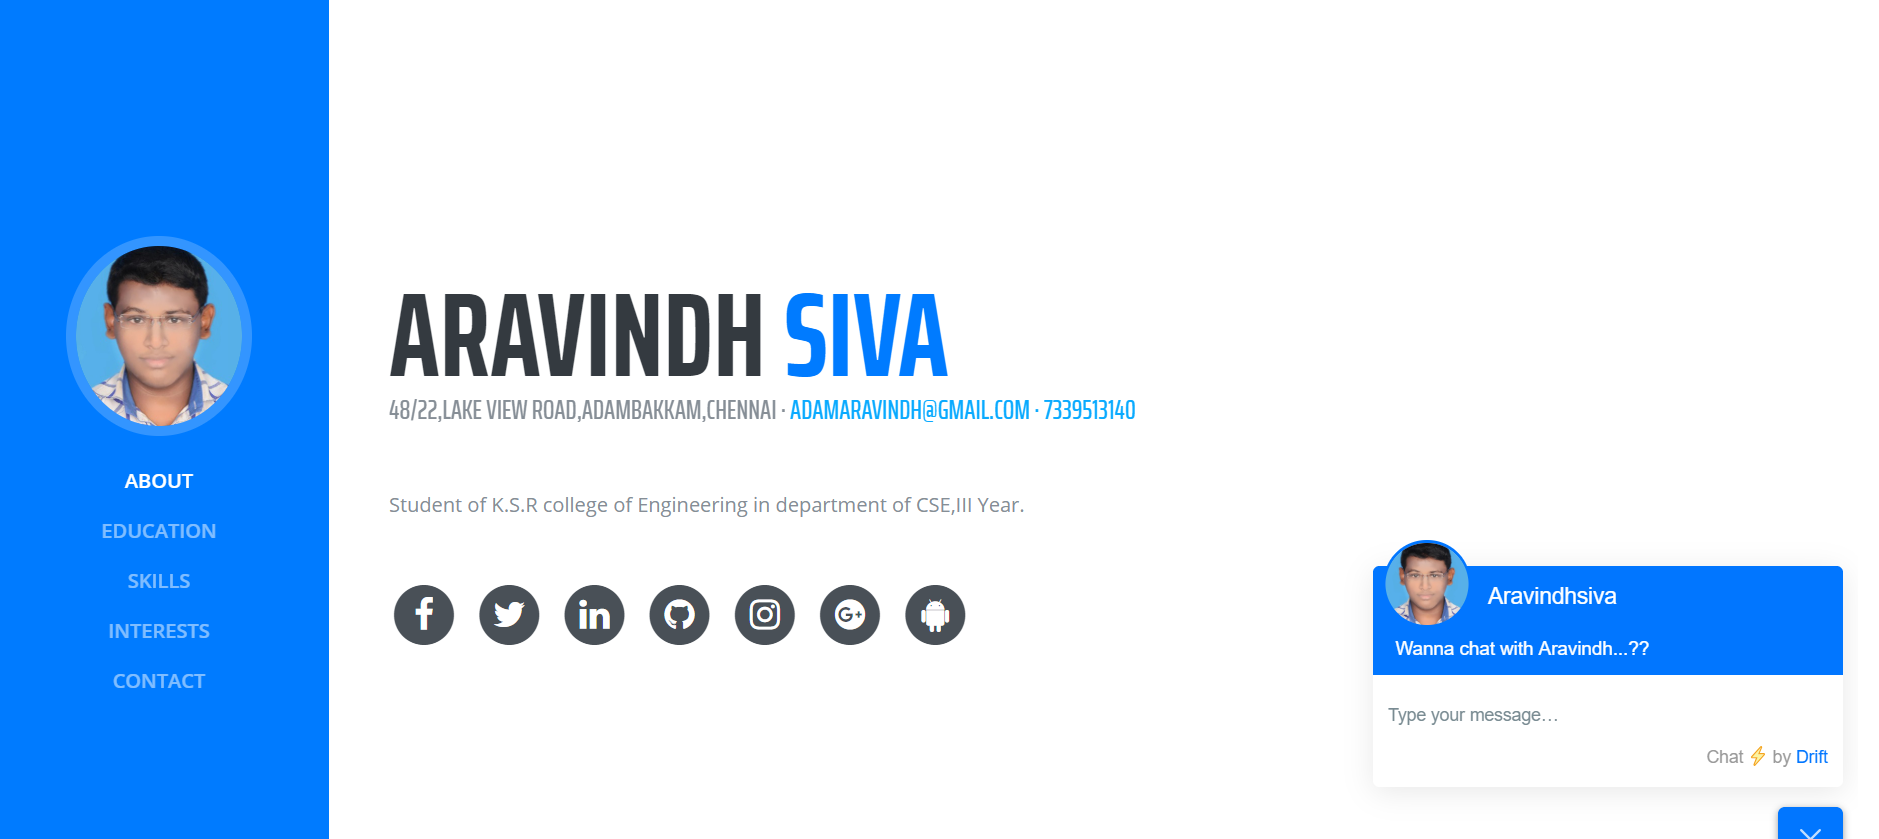 ABOUT
EDUCATION
SKILLS
INTERESTS
CONTACT
ARAVINDH SIVA
48/22,LAKE VIEW ROAD,ADAMBAKKAM,CHENNAI · ADAMARAVINDH@GMAIL.COM · 7339513140
Student of K.S.R college of Engineering in department of CSE,III Year.
Aravindhsiva
Wanna chat with Aravindh...??
Type your message…
Chat ⚡ by Drift